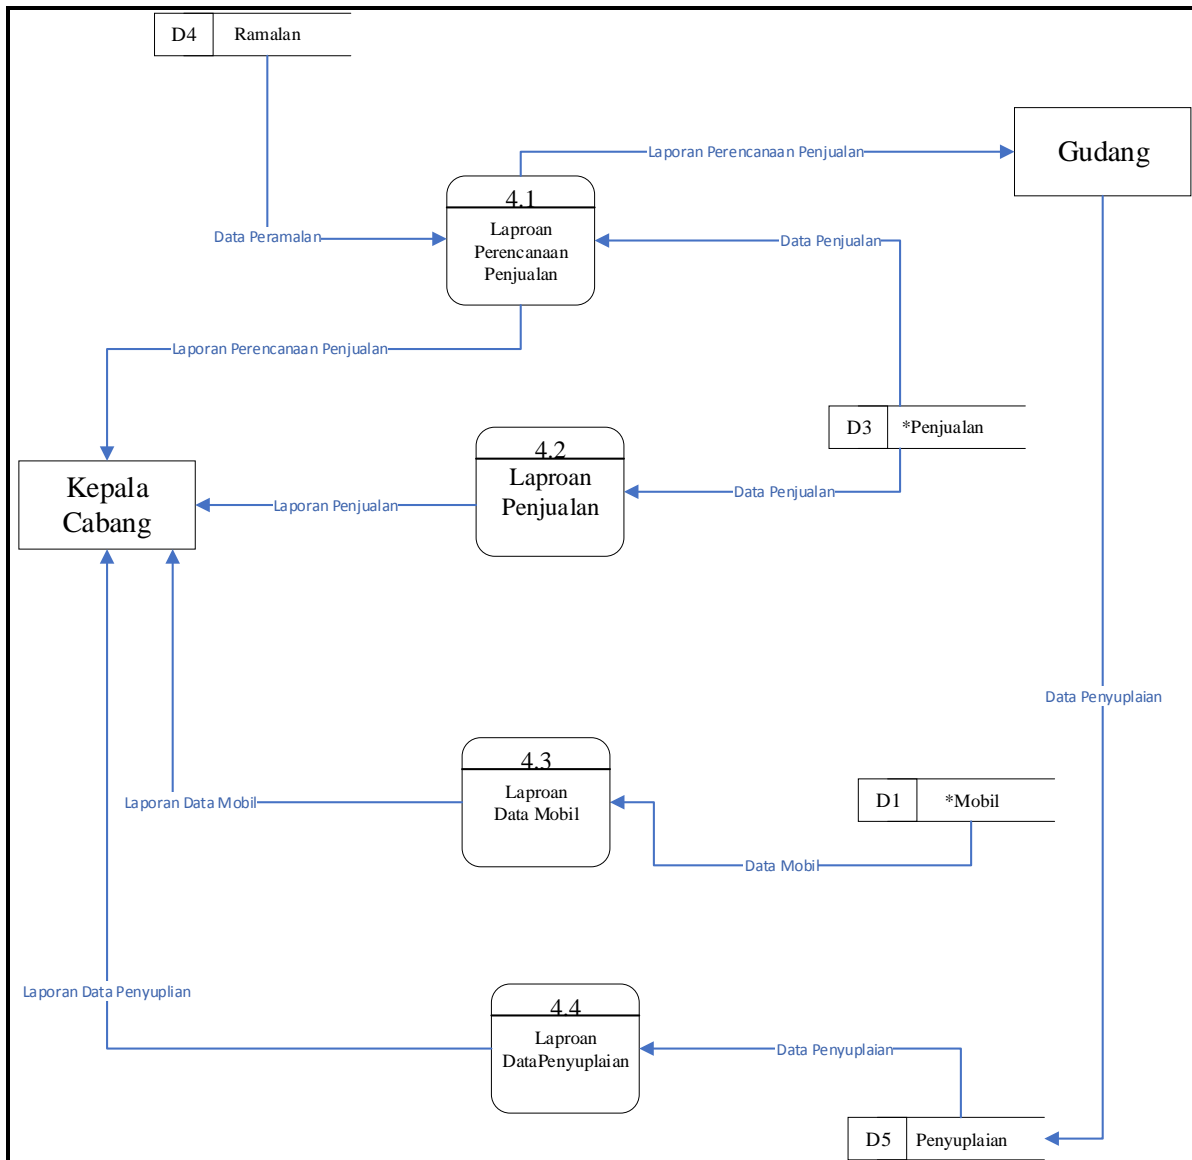 D4 Ramalan
Laporan Perencanaan Penjualan
Gudang
4.1
Laproan
Perencanaan
Penjualan
Data Peramalan
Data Penjualan
Laporan Perencanaan Penjualan
D3 *Penjualan
4.2
Laproan
Penjualan
Kepala
Cabang
Laporan Penjualan
Data Penjualan
Data Penyuplaian
4.3
Laproan
Data Mobil
Laporan Data Mobil
D1 *Mobil
Data Mobil
Laporan Data Penyuplian
4.4
Laproan
DataPenyuplaian
Data Penyuplaian
D5 Penyuplaian